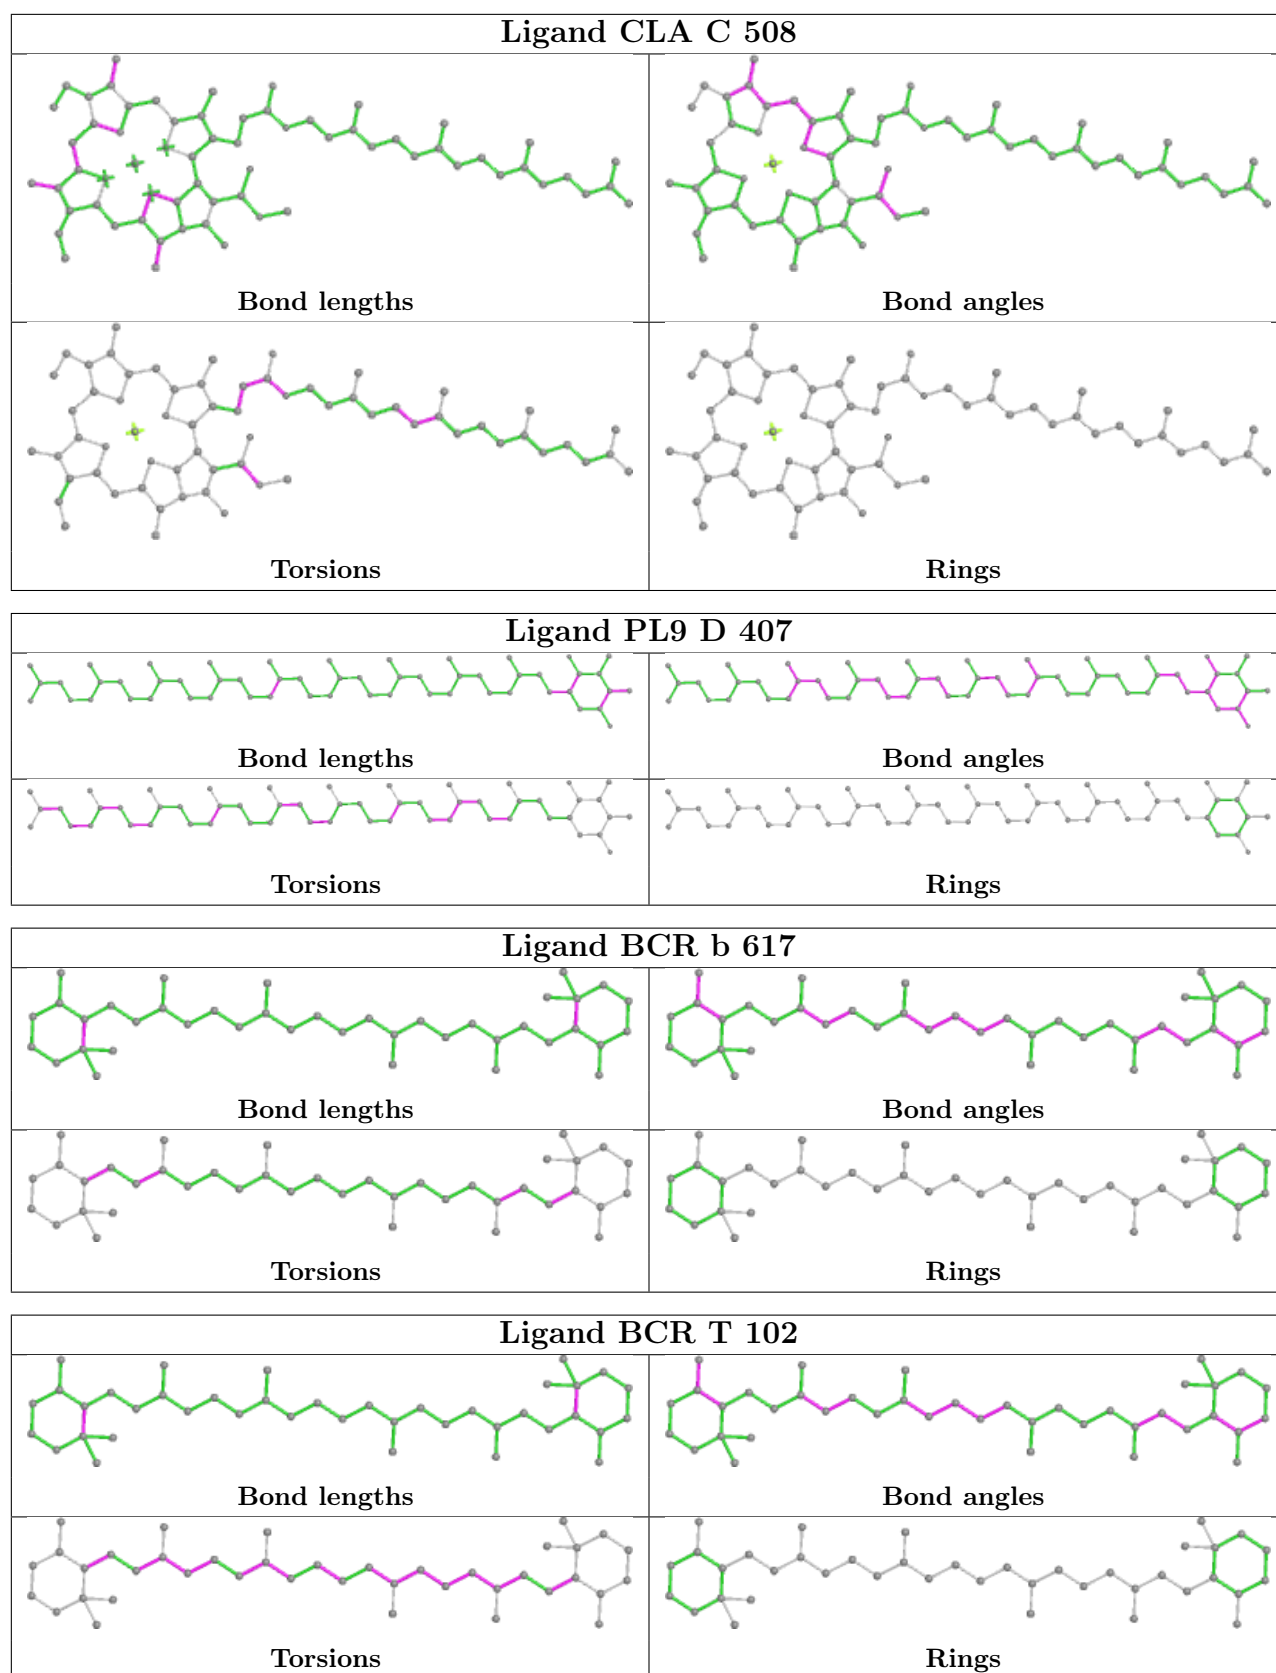 Ligand CLA C 508
Bond lengths
Bond angles
Torsions
Rings
Ligand PL9 D 407
Bond lengths
Bond angles
Torsions
Rings
Ligand BCR b 617
Bond lengths
Bond angles
Torsions
Rings
Ligand BCR T 102
Bond lengths
Bond angles
Torsions
Rings